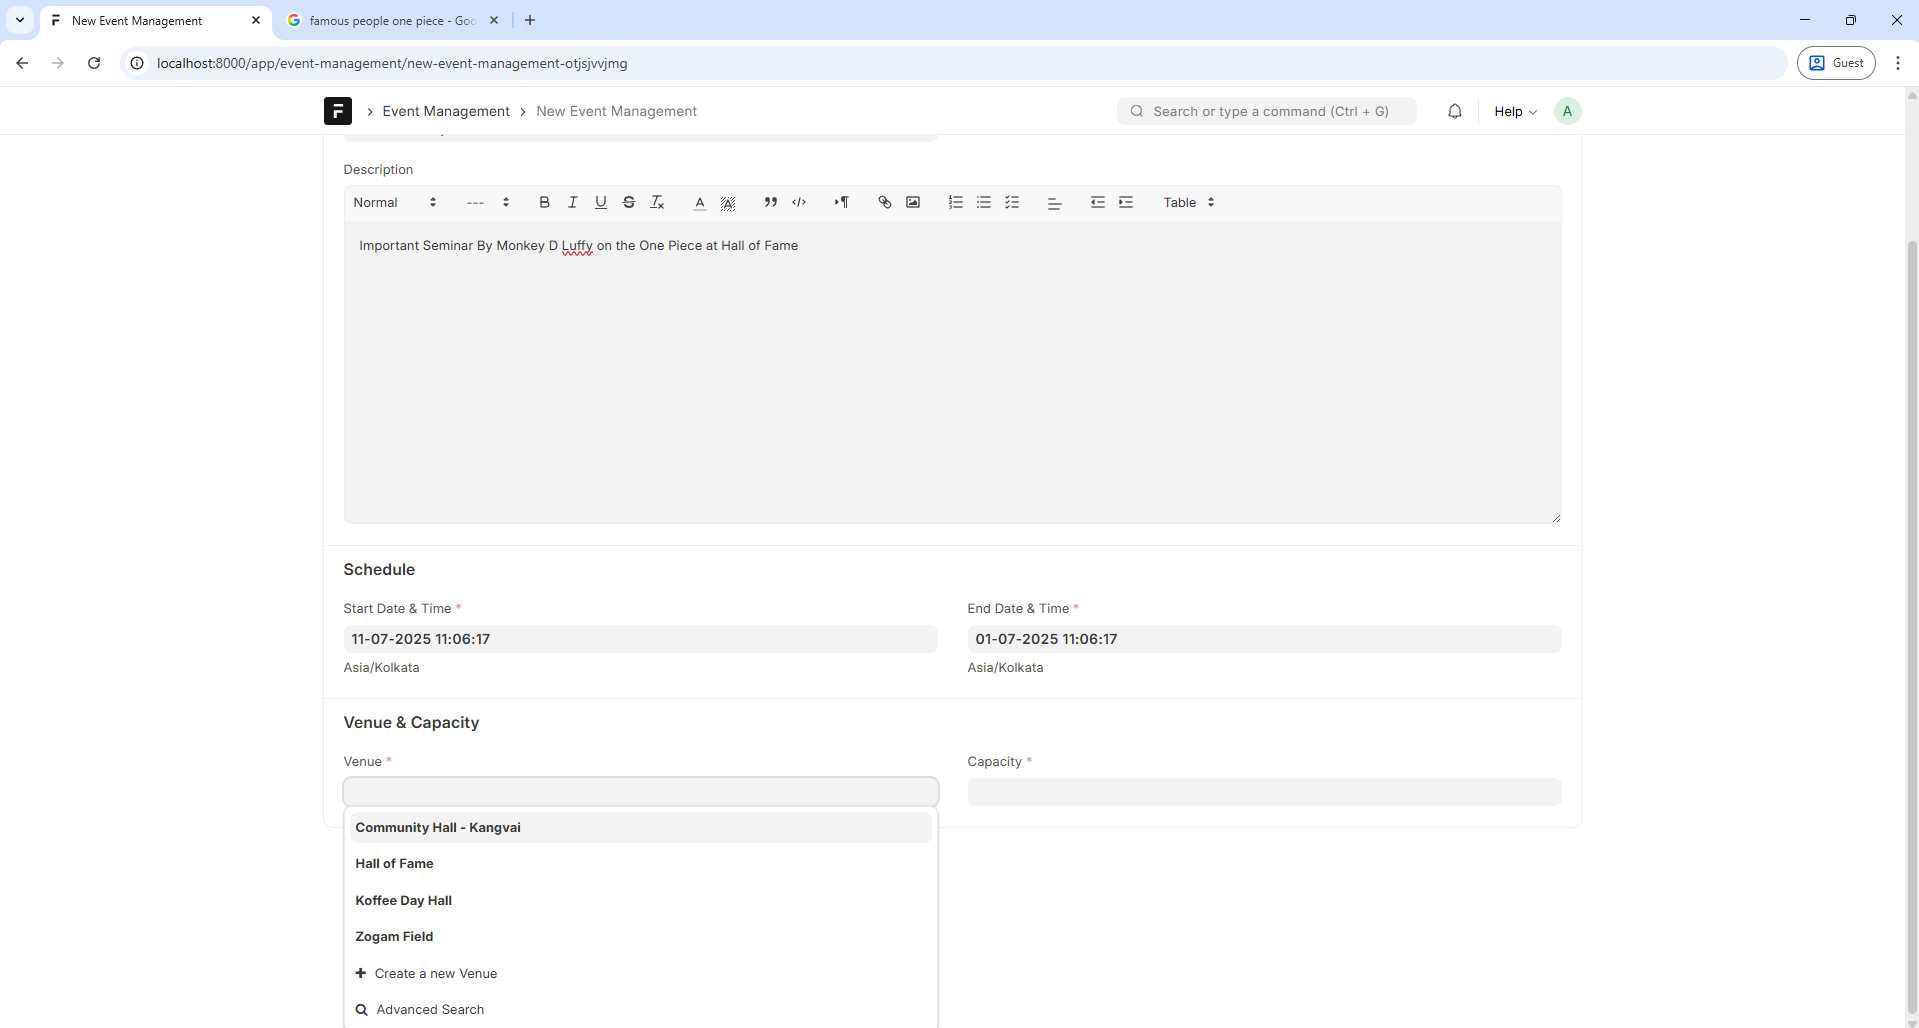 New Event Management
famous people one piece - Goo
localhost:8000/app/event-management/new-event-management-otjsjvvjmg
Guest
Event Management
New Event Management
Search or type a command (Ctrl + G)
Help
A
Description
Normal
---
Table
Important Seminar By Monkey D Luffy on the One Piece at Hall of Fame
Schedule
Start Date & Time *
End Date & Time *
11-07-2025 11:06:17
01-07-2025 11:06:17
Asia/Kolkata
Asia/Kolkata
Venue & Capacity
Venue *
Capacity *
Community Hall - Kangvai
Hall of Fame
Koffee Day Hall
Zogam Field
Create a new Venue
Advanced Search